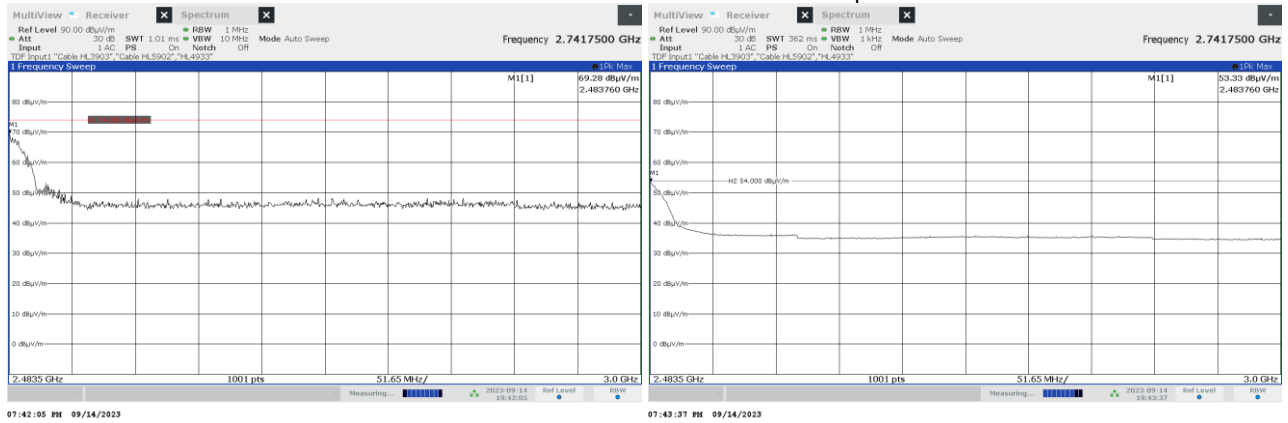 MultiView Receiver X Spectrum X
Ref Level 90.00 dBµV/m RBW 1 MHz
Att 30 dB SWT 1.01 ms VBW 10 MHz Mode Auto Sweep Frequency 2.7417500 GHz
Input 1 AC PS On Notch Off
TDF Input1 "Cable HL3903","Cable HL5902","HL4933"
1 Frequency Sweep 1Pk Max
M1[1] 69.28 dBµV/m
2.483760 GHz
80 dBµV/m
M1
70 dBµV/m
60 dBµV/m
50 dBµV/m
40 dBµV/m
30 dBµV/m
20 dBµV/m
10 dBµV/m
0 dBµV/m
2.4835 GHz 1001 pts 51.65 MHz/ 3.0 GHz
Measuring... 2023-09-14 19:42:05 Ref Level RBW
07:42:05 PM 09/14/2023
MultiView Receiver X Spectrum X
Ref Level 90.00 dBµV/m RBW 1 MHz
Att 30 dB SWT 362 ms VBW 1 kHz Mode Auto Sweep Frequency 2.7417500 GHz
Input 1 AC PS On Notch Off
TDF Input1 "Cable HL3903","Cable HL5902","HL4933"
1 Frequency Sweep 1Pk Max
M1[1] 53.33 dBµV/m
2.483760 GHz
80 dBµV/m
70 dBµV/m
60 dBµV/m
M1
H2 54.000 dBµV/m
50 dBµV/m
40 dBµV/m
30 dBµV/m
20 dBµV/m
10 dBµV/m
0 dBµV/m
2.4835 GHz 1001 pts 51.65 MHz/ 3.0 GHz
Measuring... 2023-09-14 19:43:37 Ref Level RBW
07:43:37 PM 09/14/2023